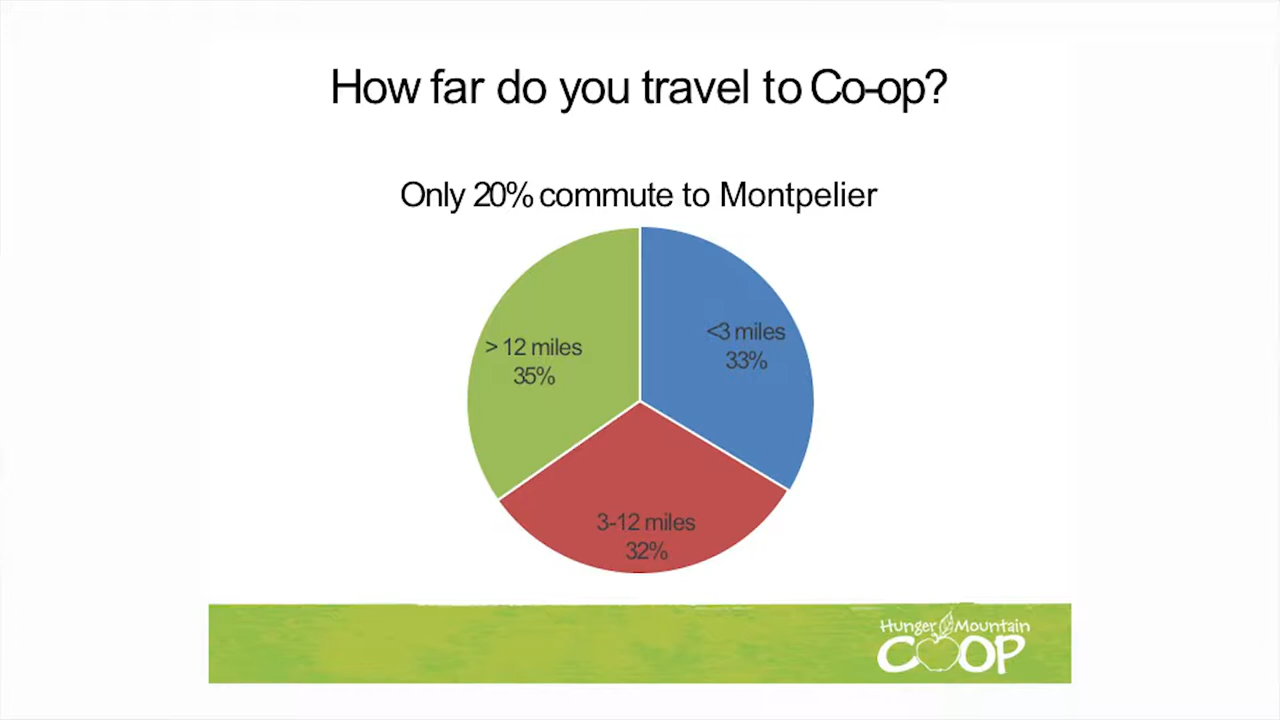 How far do you travel to Co-op?
Only 20% commute to Montpelier
<3 miles
33%
> 12 miles
35%
3-12 miles
32%
Hunger Mountain
COOP